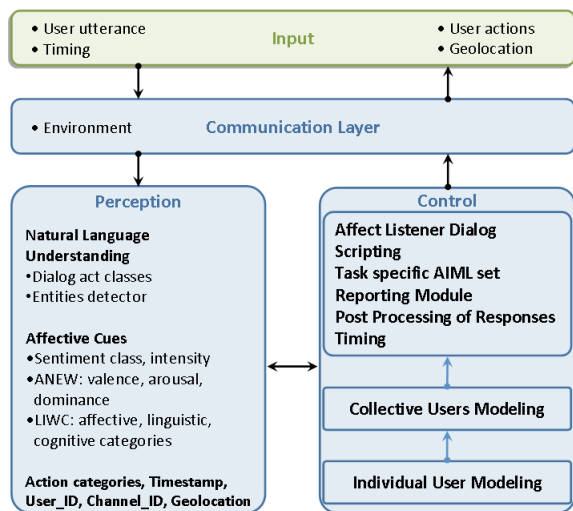 • User utterance
• Timing
Input
• User actions
• Geolocation
• Environment
Communication Layer
Perception
Natural Language
Understanding
•Dialog act classes
•Entities detector
Affective Cues
•Sentiment class, intensity
•ANEW: valence, arousal,
dominance
•LIWC: affective, linguistic,
cognitive categories
Action categories, Timestamp,
User_ID, Channel_ID, Geolocation
Control
Affect Listener Dialog
Scripting
Task specific AIML set
Reporting Module
Post Processing of Responses
Timing
Collective Users Modeling
Individual User Modeling